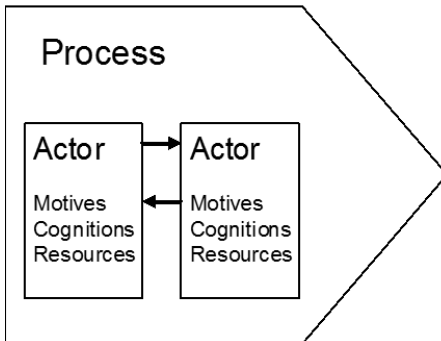 Process
Actor
Motives
Cognitions
Resources
Actor
Motives
Cognitions
Resources